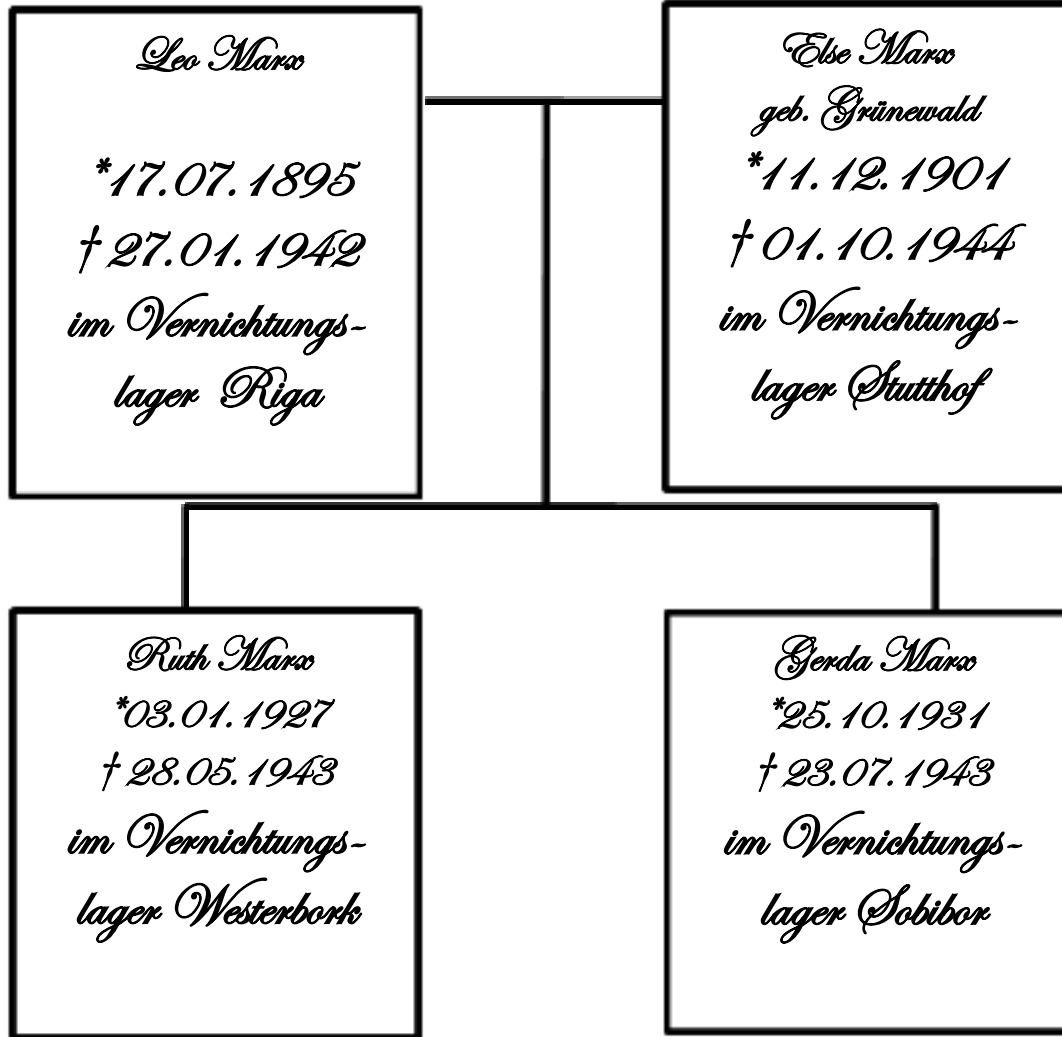 Leo Marx
*17.07.1895
† 27.01.1942
im Vernichtungs-
lager Riga
Else Marx
geb. Grünewald
*11.12.1901
† 01.10.1944
im Vernichtungs-
lager Stutthof
Ruth Marx
*03.01.1927
† 28.05.1943
im Vernichtungs-
lager Westerbork
Gerda Marx
*25.10.1931
† 23.07.1943
im Vernichtungs-
lager Sobibor